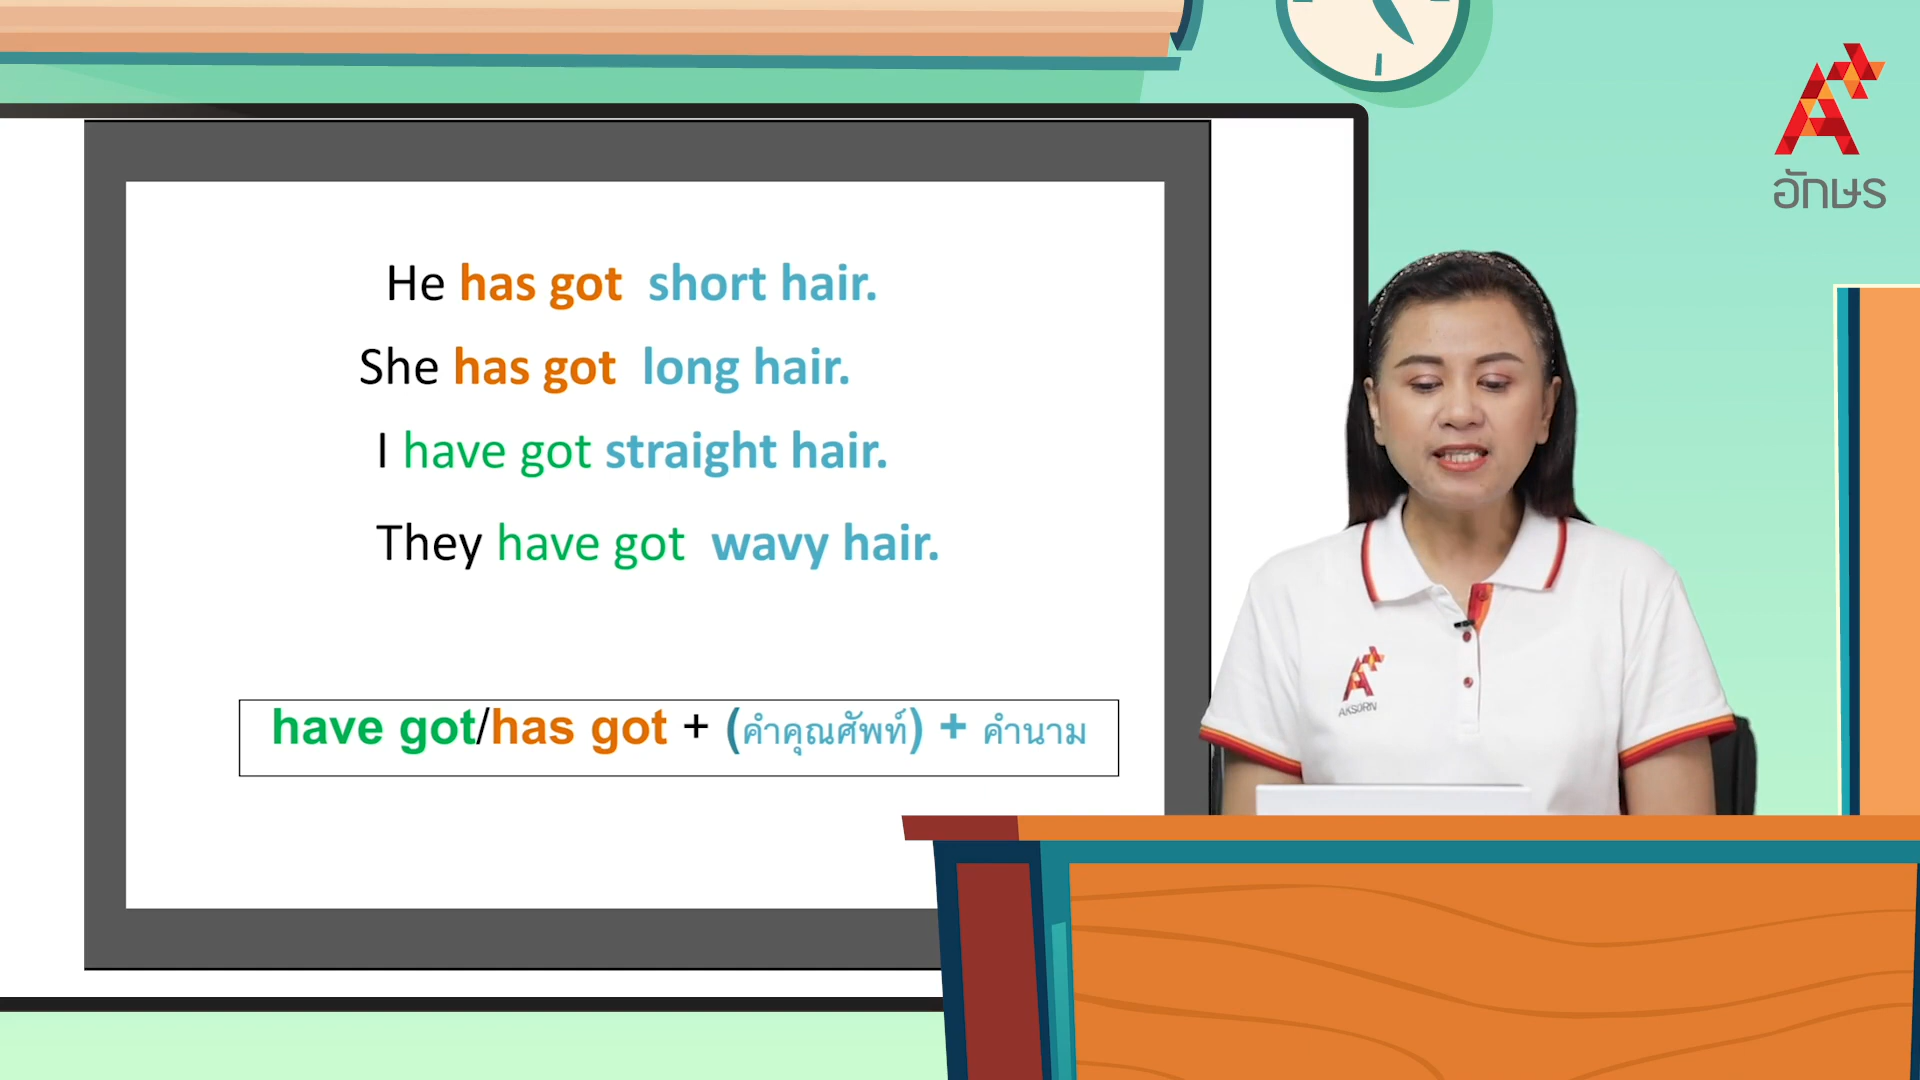 He has got short hair.
She has got long hair.
I have got straight hair.
They have got wavy hair.
have got/has got + (คำคุณศัพท์) + คำนาม
อักษร
AKSORN